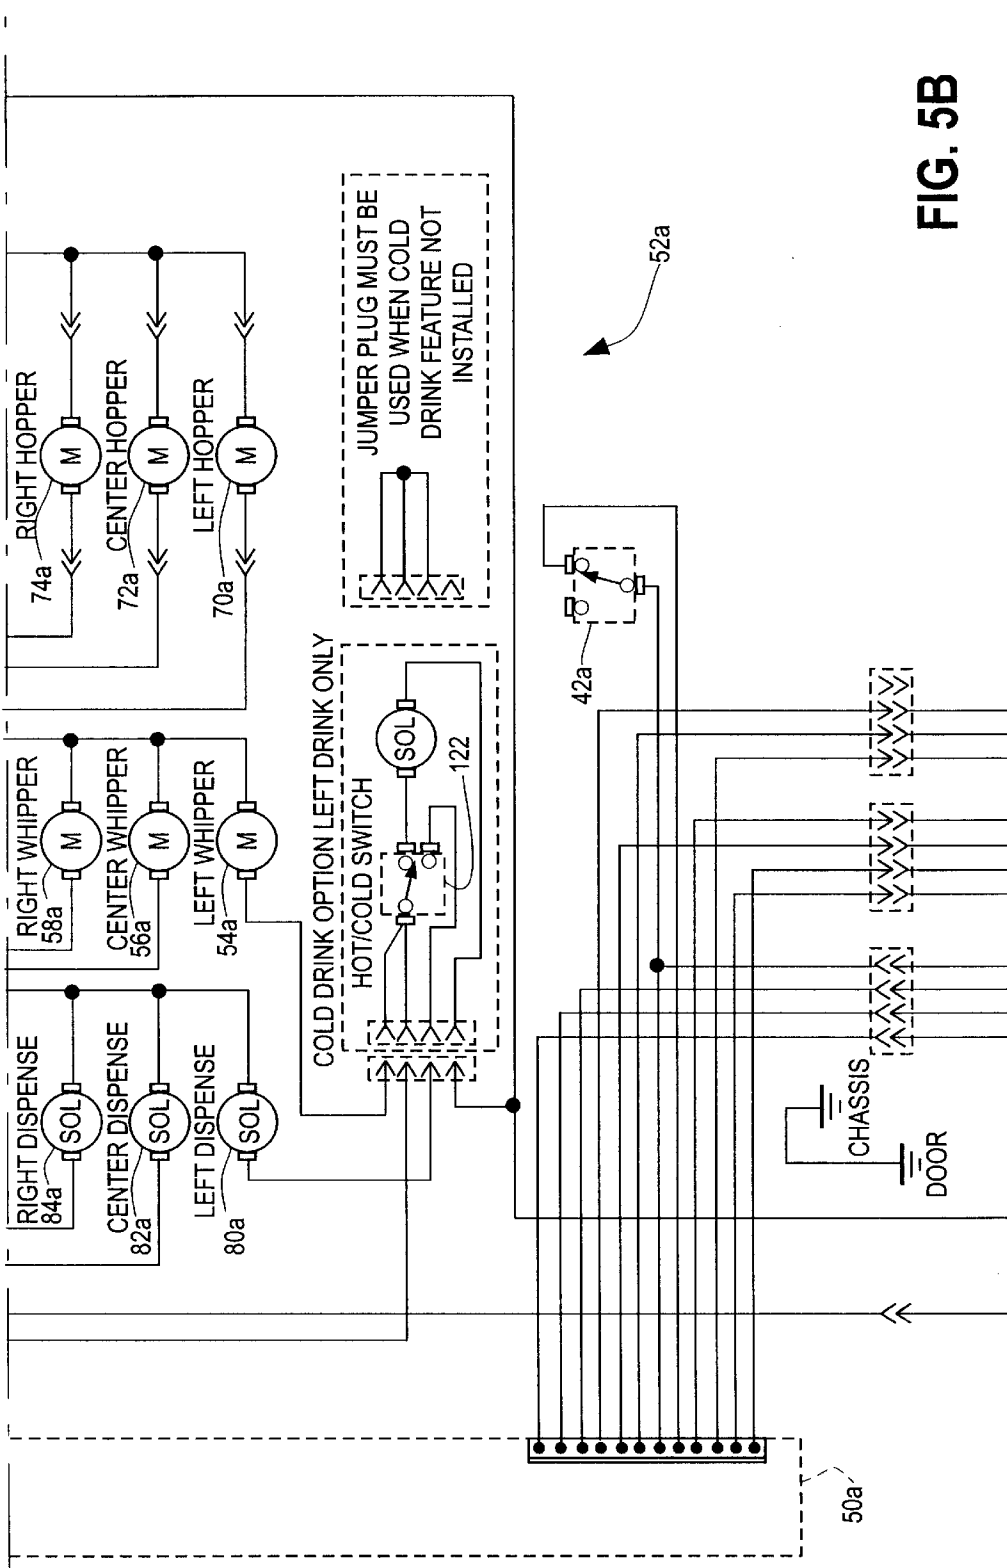 RIGHT DISPENSE
84a
SOL
CENTER DISPENSE
82a
SOL
LEFT DISPENSE
80a
SOL
RIGHT WHIPPER
58a
M
CENTER WHIPPER
56a
M
LEFT WHIPPER
54a
M
RIGHT HOPPER
74a
M
CENTER HOPPER
72a
M
LEFT HOPPER
70a
M
COLD DRINK OPTION LEFT DRINK ONLY
HOT/COLD SWITCH
SOL
122
JUMPER PLUG MUST BE
USED WHEN COLD
DRINK FEATURE NOT
INSTALLED
52a
42a
CHASSIS
DOOR
50a
FIG. 5B